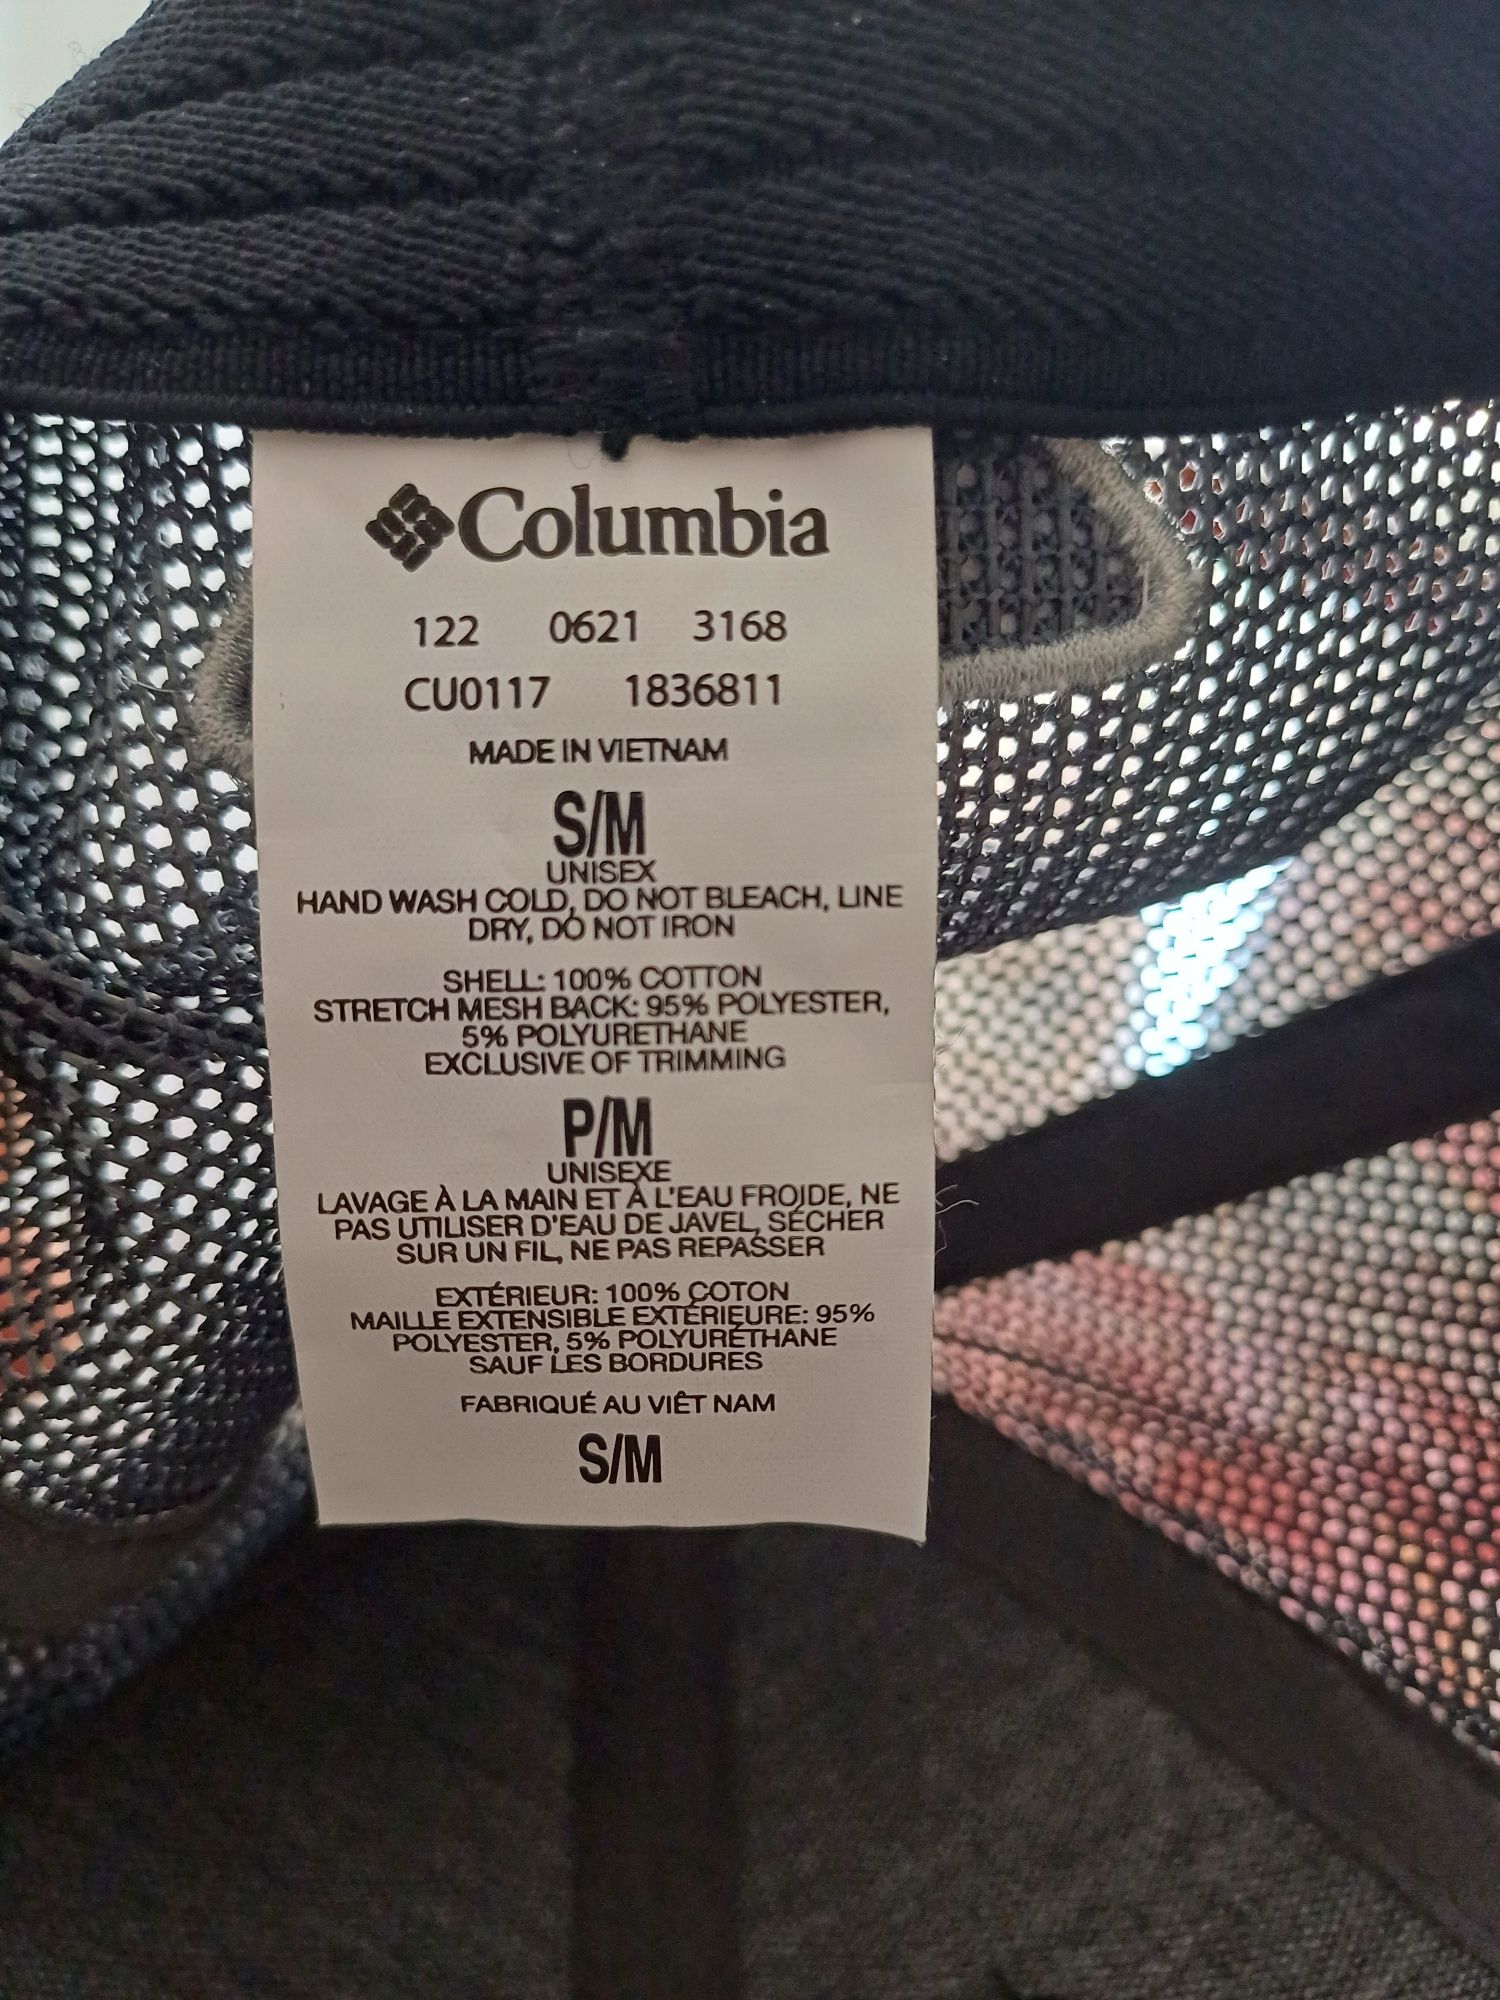 Columbia
122 0621 3168
CU0117 1836811
MADE IN VIETNAM
S/M
UNISEX
HAND WASH COLD, DO NOT BLEACH, LINE
DRY, DO NOT IRON
SHELL: 100% COTTON
STRETCH MESH BACK: 95% POLYESTER,
5% POLYURETHANE
EXCLUSIVE OF TRIMMING
P/M
UNISEXE
LAVAGE À LA MAIN ET À L'EAU FROIDE, NE
PAS UTILISER D'EAU DE JAVEL, SÉCHER
SUR UN FIL, NE PAS REPASSER
EXTÉRIEUR: 100% COTON
MAILLE EXTENSIBLE EXTÉRIEURE: 95%
POLYESTER, 5% POLYURÉTHANE
SAUF LES BORDURES
FABRIQUÉ AU VIÊT NAM
S/M